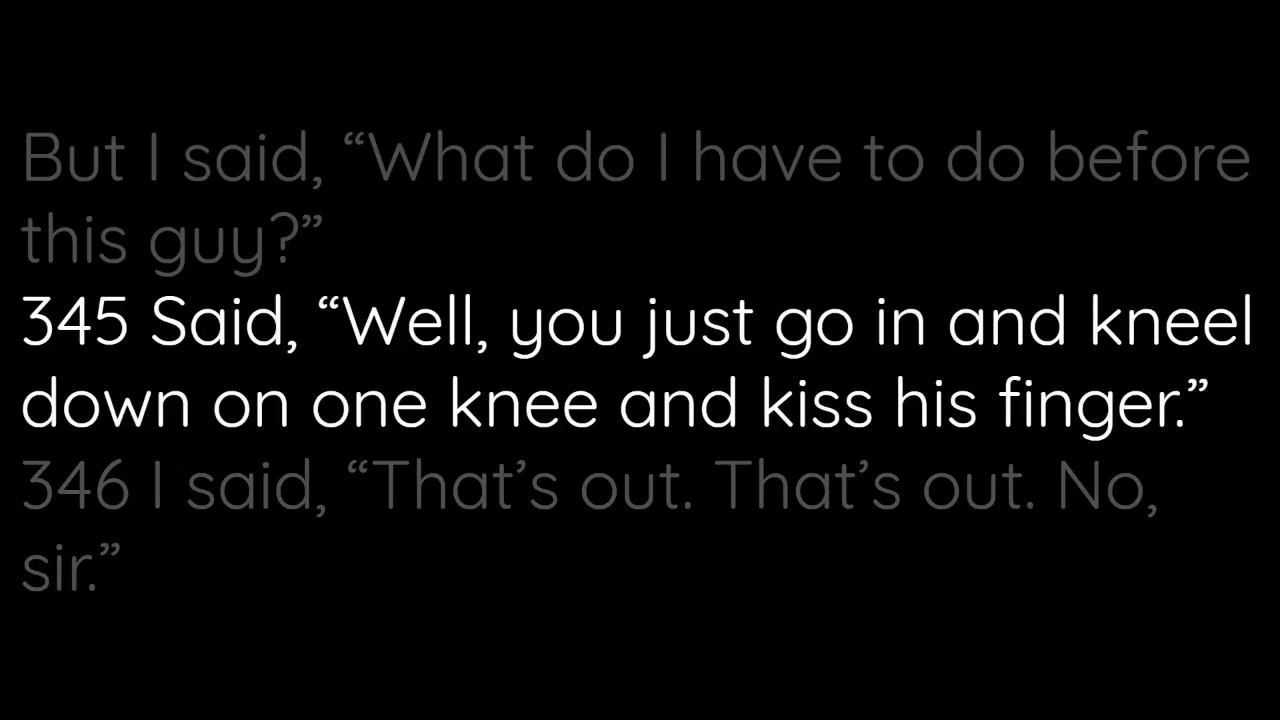 But I said, “What do I have to do before
this guy?”
345 Said, “Well, you just go in and kneel
down on one knee and kiss his finger.”
346 I said, “That’s out. That’s out. No,
sir.”